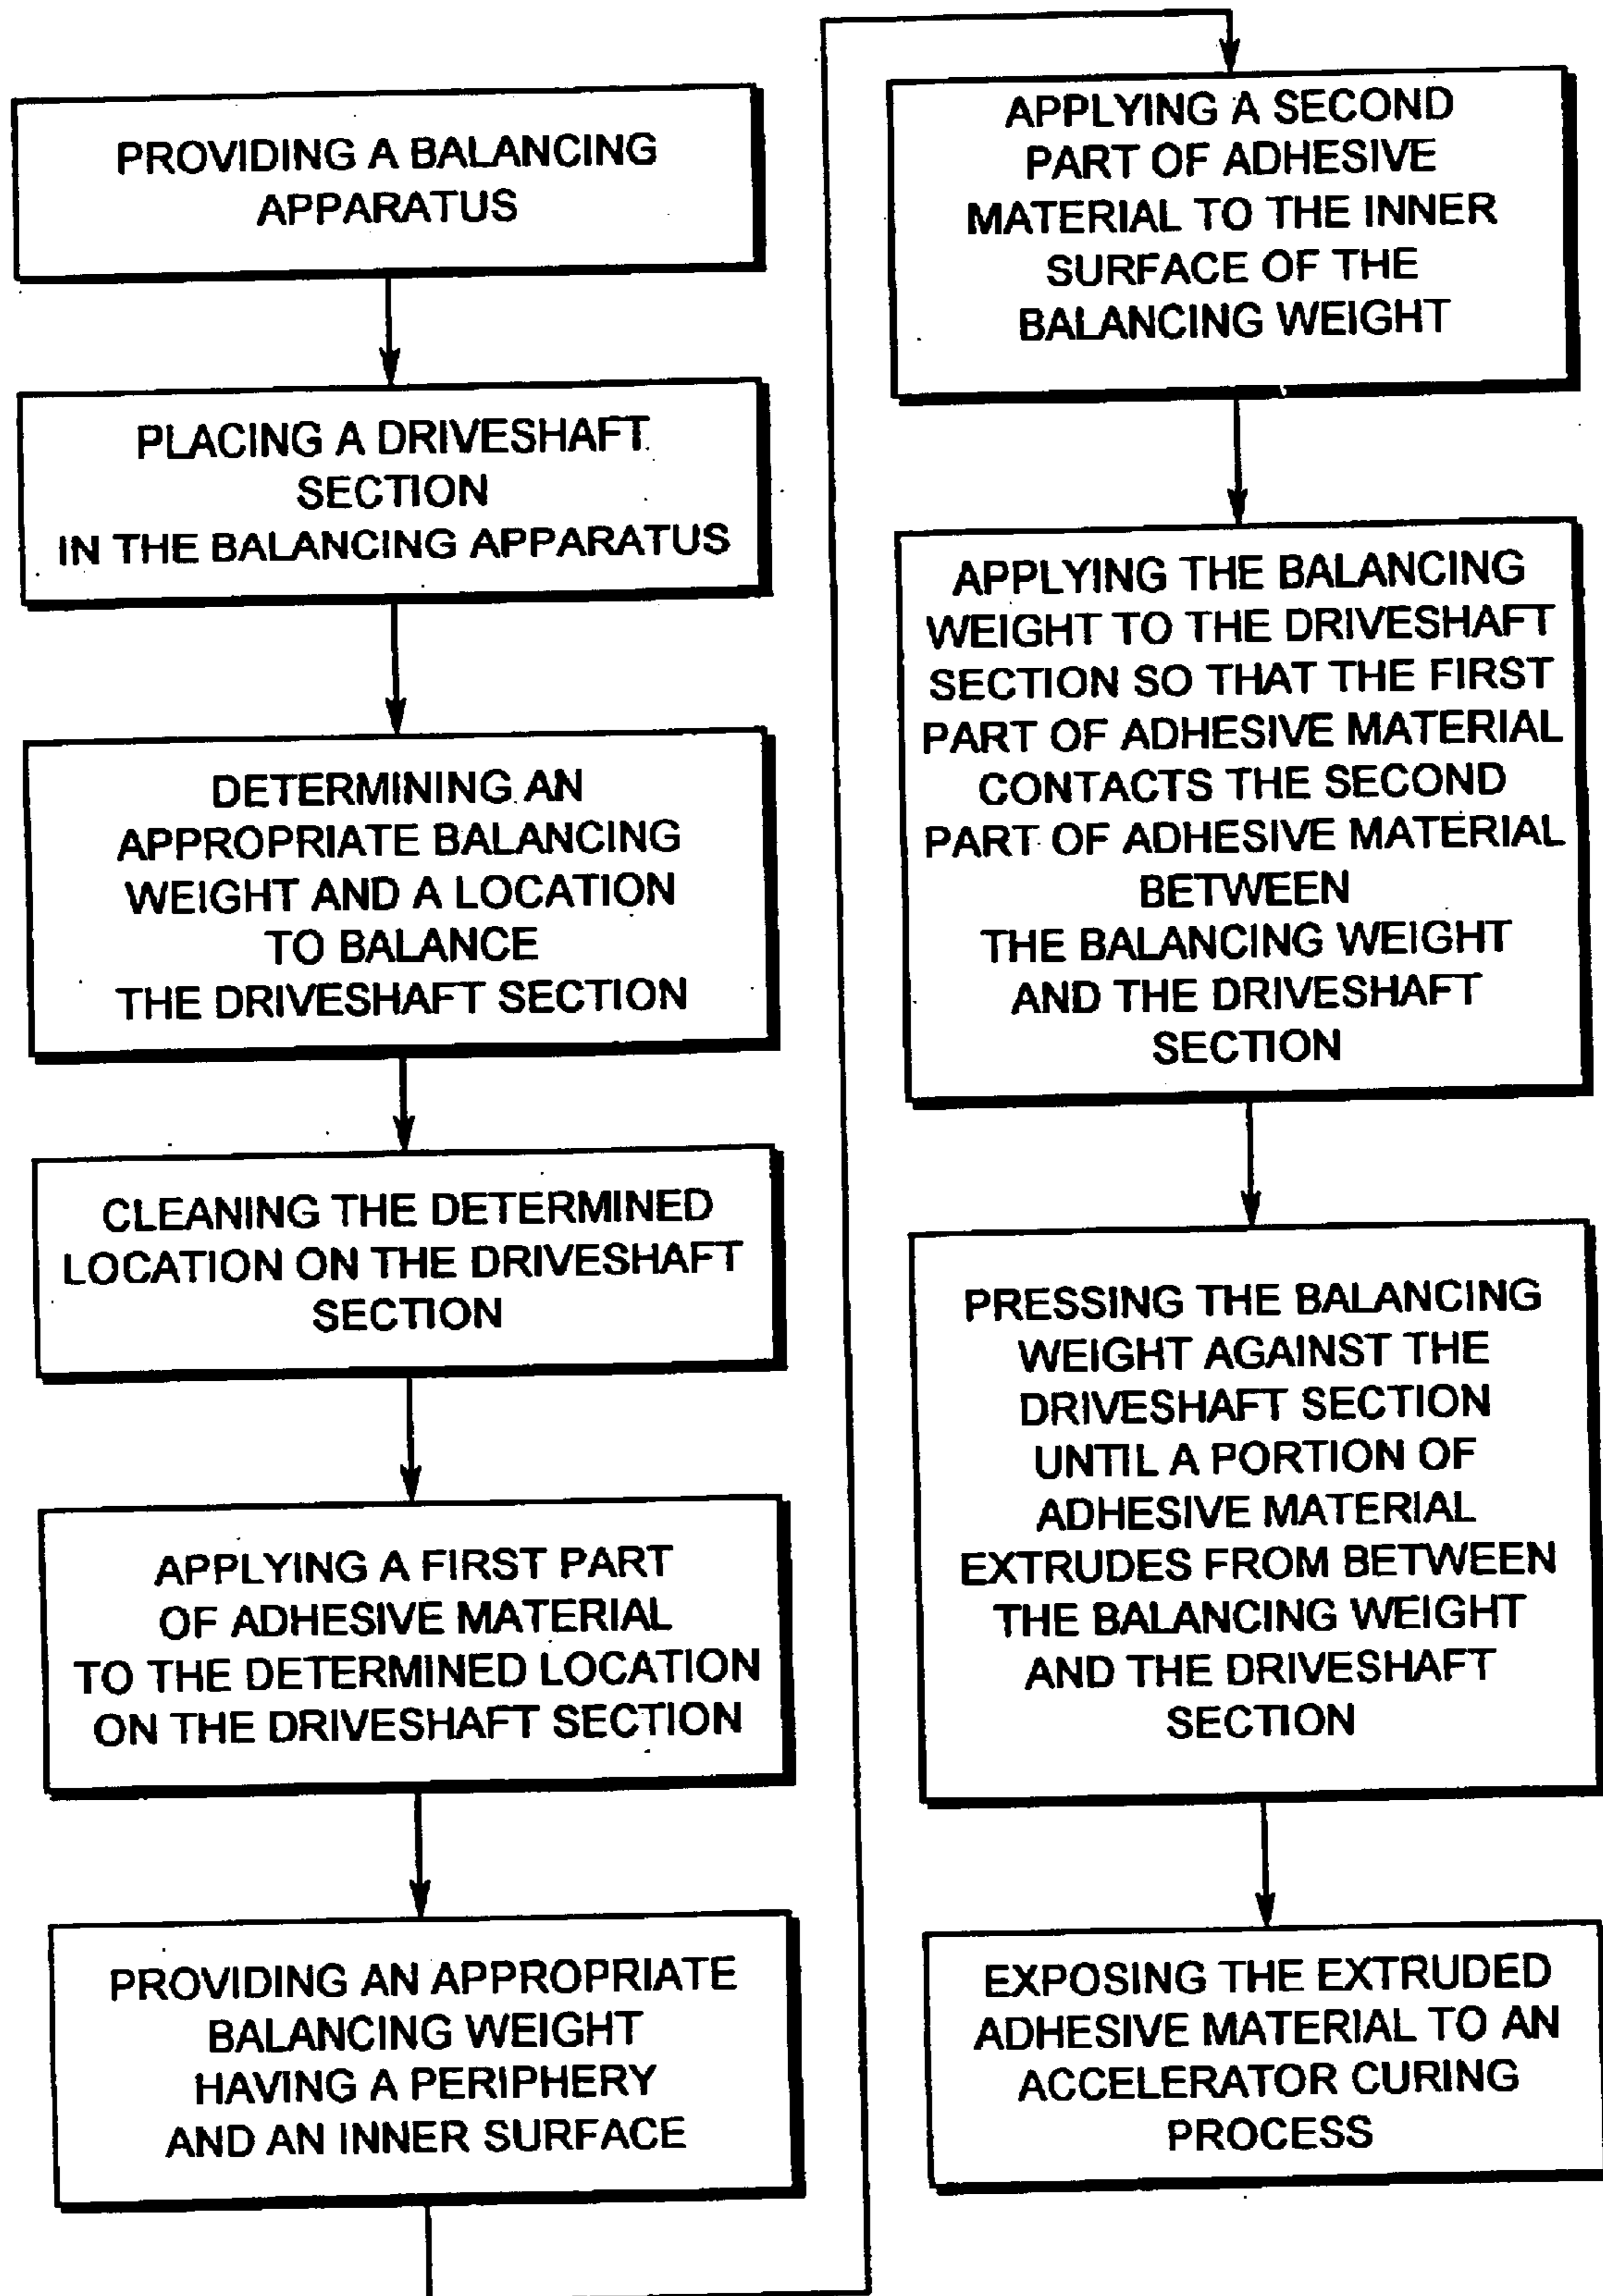 PROVIDING A BALANCING
APPARATUS
PLACING A DRIVESHAFT
SECTION
IN THE BALANCING APPARATUS
DETERMINING AN
APPROPRIATE BALANCING
WEIGHT AND A LOCATION
TO BALANCE
THE DRIVESHAFT SECTION
CLEANING THE DETERMINED
LOCATION ON THE DRIVESHAFT
SECTION
APPLYING A FIRST PART
OF ADHESIVE MATERIAL
TO THE DETERMINED LOCATION
ON THE DRIVESHAFT SECTION
PROVIDING AN APPROPRIATE
BALANCING WEIGHT
HAVING A PERIPHERY
AND AN INNER SURFACE
APPLYING A SECOND
PART OF ADHESIVE
MATERIAL TO THE INNER
SURFACE OF THE
BALANCING WEIGHT
APPLYING THE BALANCING
WEIGHT TO THE DRIVESHAFT
SECTION SO THAT THE FIRST
PART OF ADHESIVE MATERIAL
CONTACTS THE SECOND
PART OF ADHESIVE MATERIAL
BETWEEN
THE BALANCING WEIGHT
AND THE DRIVESHAFT
SECTION
PRESSING THE BALANCING
WEIGHT AGAINST THE
DRIVESHAFT SECTION
UNTIL A PORTION OF
ADHESIVE MATERIAL
EXTRUDES FROM BETWEEN
THE BALANCING WEIGHT
AND THE DRIVESHAFT
SECTION
EXPOSING THE EXTRUDED
ADHESIVE MATERIAL TO AN
ACCELERATOR CURING
PROCESS